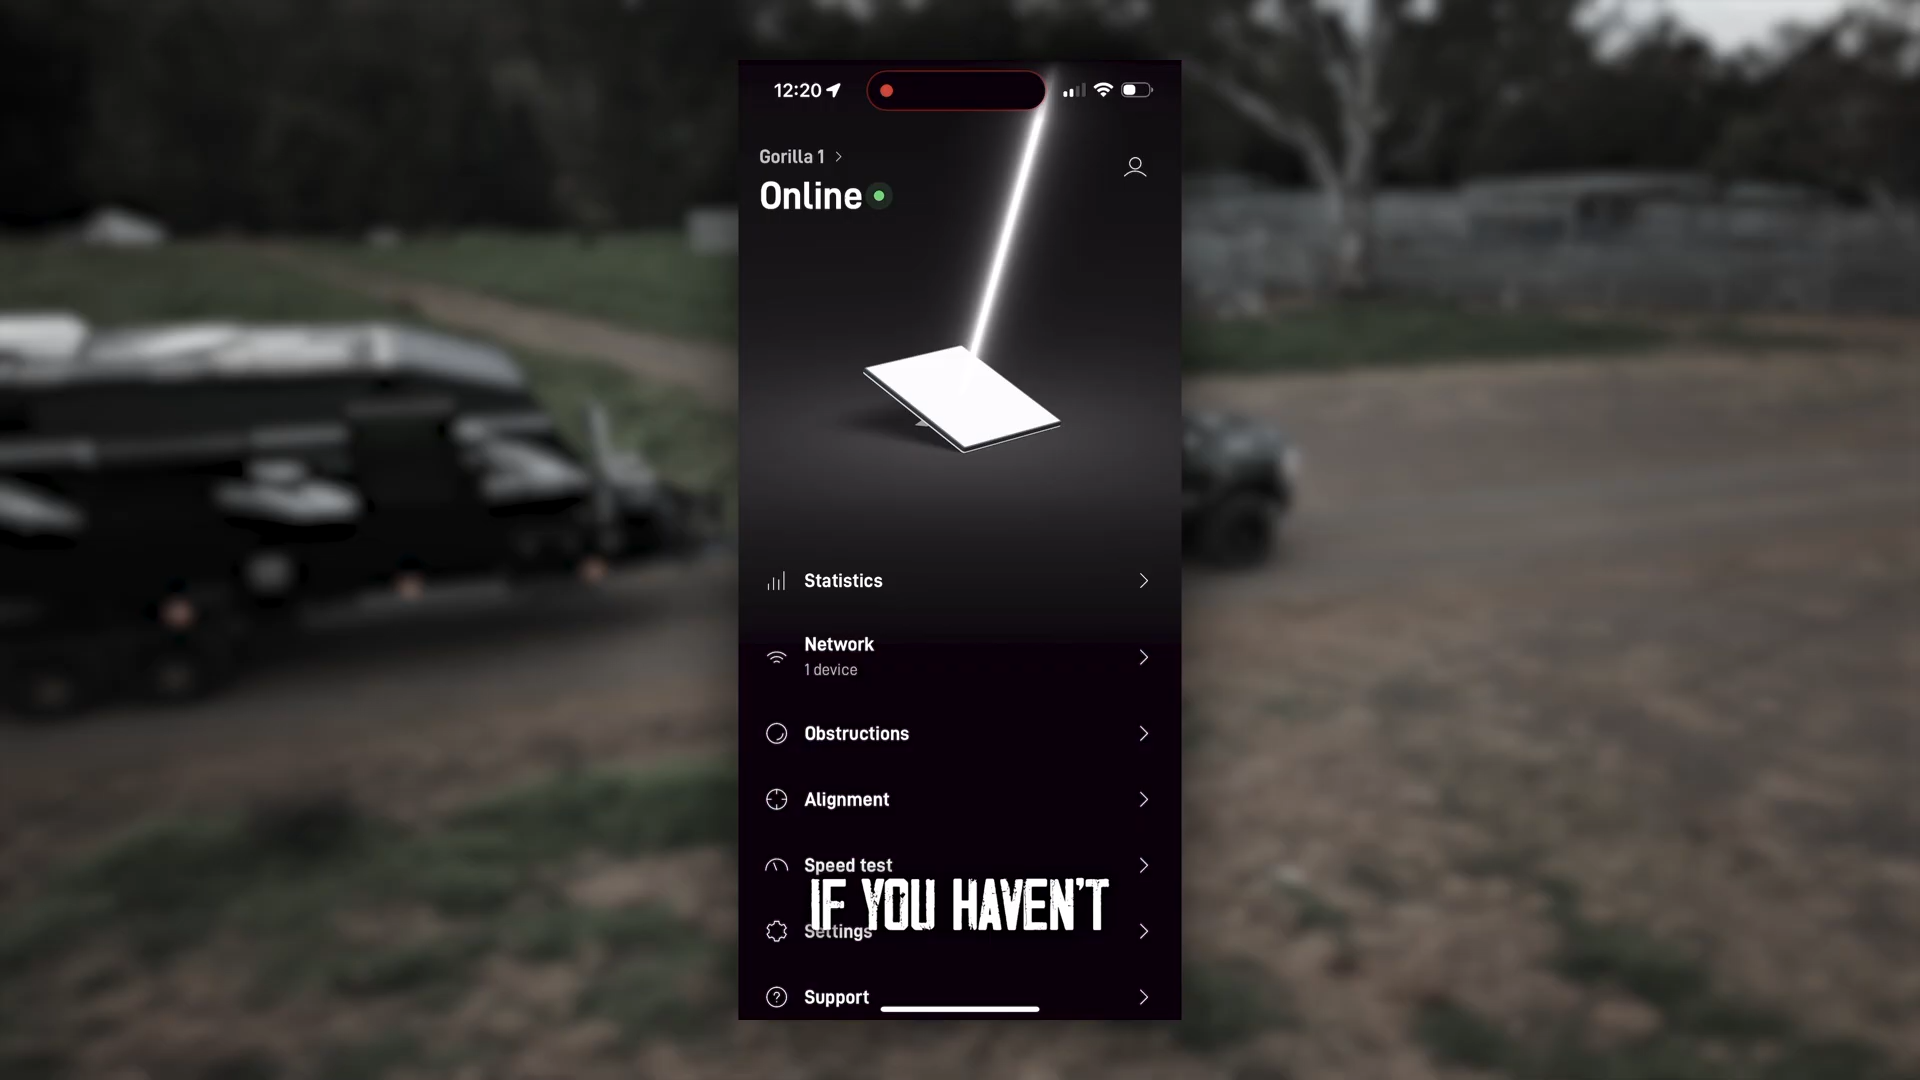 12:20
Gorilla 1
Online
Statistics
Network
1 device
Obstructions
Alignment
Speed test
IF YOU HAVEN'T
Settings
Support